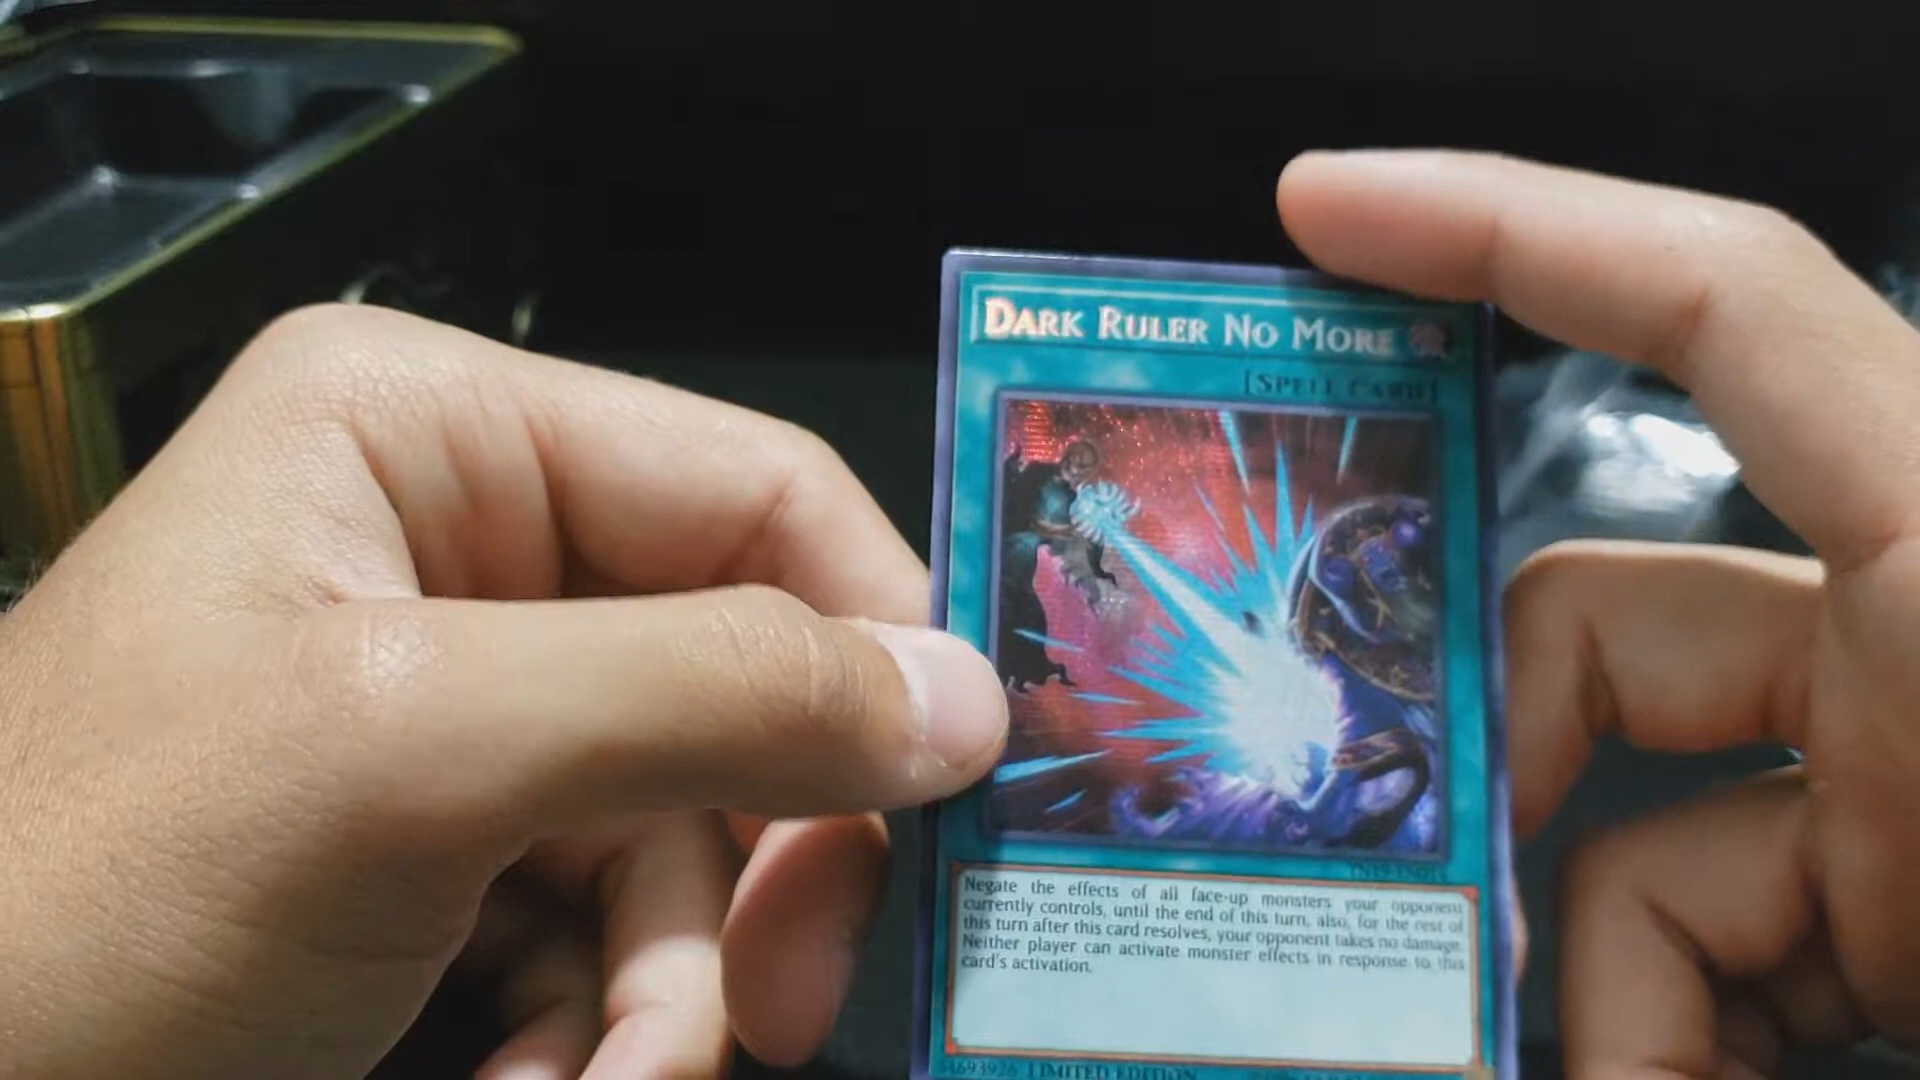 DARK RULER NO MORE
[SPELL CARD]
Negate the effects of all face-up monsters your opponent
currently controls, until the end of this turn, also, for the rest of
this turn after this card resolves, your opponent takes no damage.
Neither player can activate monster effects in response to this
card's activation.
LIMITED EDITION